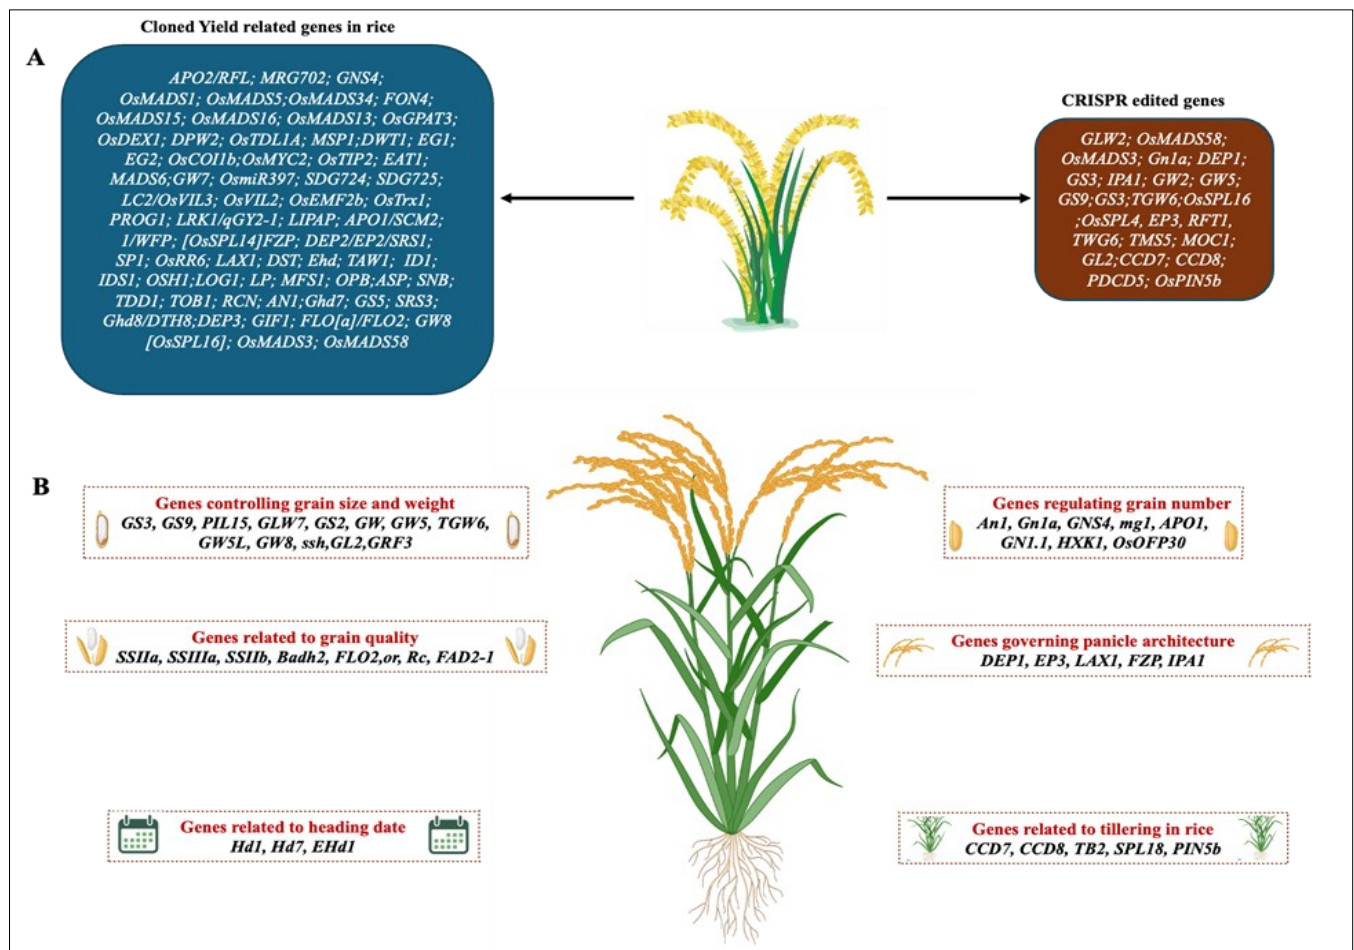 Cloned Yield related genes in rice
A
APO2/RFL; MRG702; GNS4;
OsMADS1; OsMADS5;OsMADS34; FON4;
OsMADS15; OsMADS16; OsMADS13; OsGPAT3;
OsDEX1; DPW2; OsTDL1A; MSP1;DWT1; EG1;
EG2; OsCOI1b;OsMYC2; OsTIP2; EAT1;
MADS6;GW7; OsmiR397; SDG724; SDG725;
LC2/OsVIL3; OsVIL2; OsEMF2b; OsTrx1;
PROG1; LRK1/qGY2-1; LIPAP; APO1/SCM2;
1/WFP; [OsSPL14]FZP; DEP2/EP2/SRS1;
SP1; OsRR6; LAX1; DST; Ehd; TAW1; ID1;
IDS1; OSH1;LOG1; LP; MFS1; OPB;ASP; SNB;
TDD1; TOB1; RCN; AN1;Ghd7; GS5; SRS3;
Ghd8/DTH8;DEP3; GIF1; FLO[a]/FLO2; GW8
[OsSPL16]; OsMADS3; OsMADS58
CRISPR edited genes
GLW2; OsMADS58;
OsMADS3; Gn1a; DEP1;
GS3; IPA1; GW2; GW5;
GS9;GS3;TGW6;OsSPL16
;OsSPL4, EP3, RFT1,
TWG6; TMS5; MOC1;
GL2;CCD7; CCD8;
PDCD5; OsPIN5b
B
Genes controlling grain size and weight
GS3, GS9, PIL15, GLW7, GS2, GW, GW5, TGW6,
GW5L, GW8, ssh,GL2,GRF3
Genes related to grain quality
SSIIa, SSIIIa, SSIIb, Badh2, FLO2,or, Rc, FAD2-1
Genes related to heading date
Hd1, Hd7, EHd1
Genes regulating grain number
An1, Gn1a, GNS4, mg1, APO1,
GN1.1, HXK1, OsOFP30
Genes governing panicle architecture
DEP1, EP3, LAX1, FZP, IPA1
Genes related to tillering in rice
CCD7, CCD8, TB2, SPL18, PIN5b